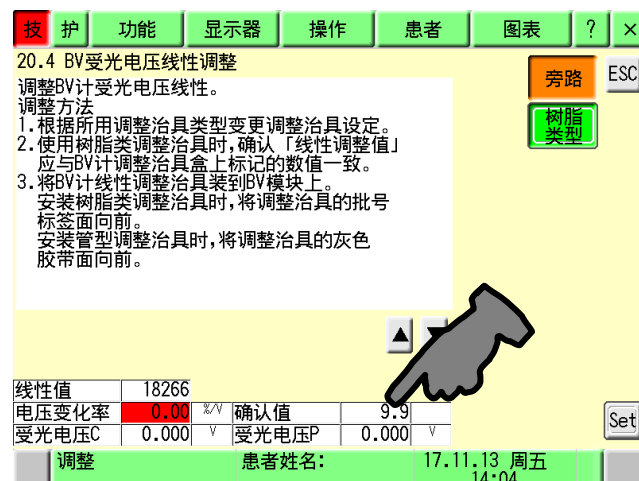 技 护 功能 显示器 操作 患者 图表 ? ×
20.4 BV受光电压线性调整
旁路 ESC
树脂
类型
调整BV计受光电压线性。
调整方法
1.根据所用调整治具类型变更调整治具设定。
2.使用树脂类调整治具时,确认「线性调整值」
应与BV计调整治具盒上标记的数值一致。
3.将BV计线性调整治具装到BV模块上。
安装树脂类调整治具时,将调整治具的批号
标签面向前。
安装管型调整治具时,将调整治具的灰色
胶带面向前。
▲ ▼
线性值 18266
电压变化率 0.00 %/V 确认值 9.9
受光电压C 0.000 V 受光电压P 0.000 V
Set
调整 患者姓名: 17.11.13 周五
14:04